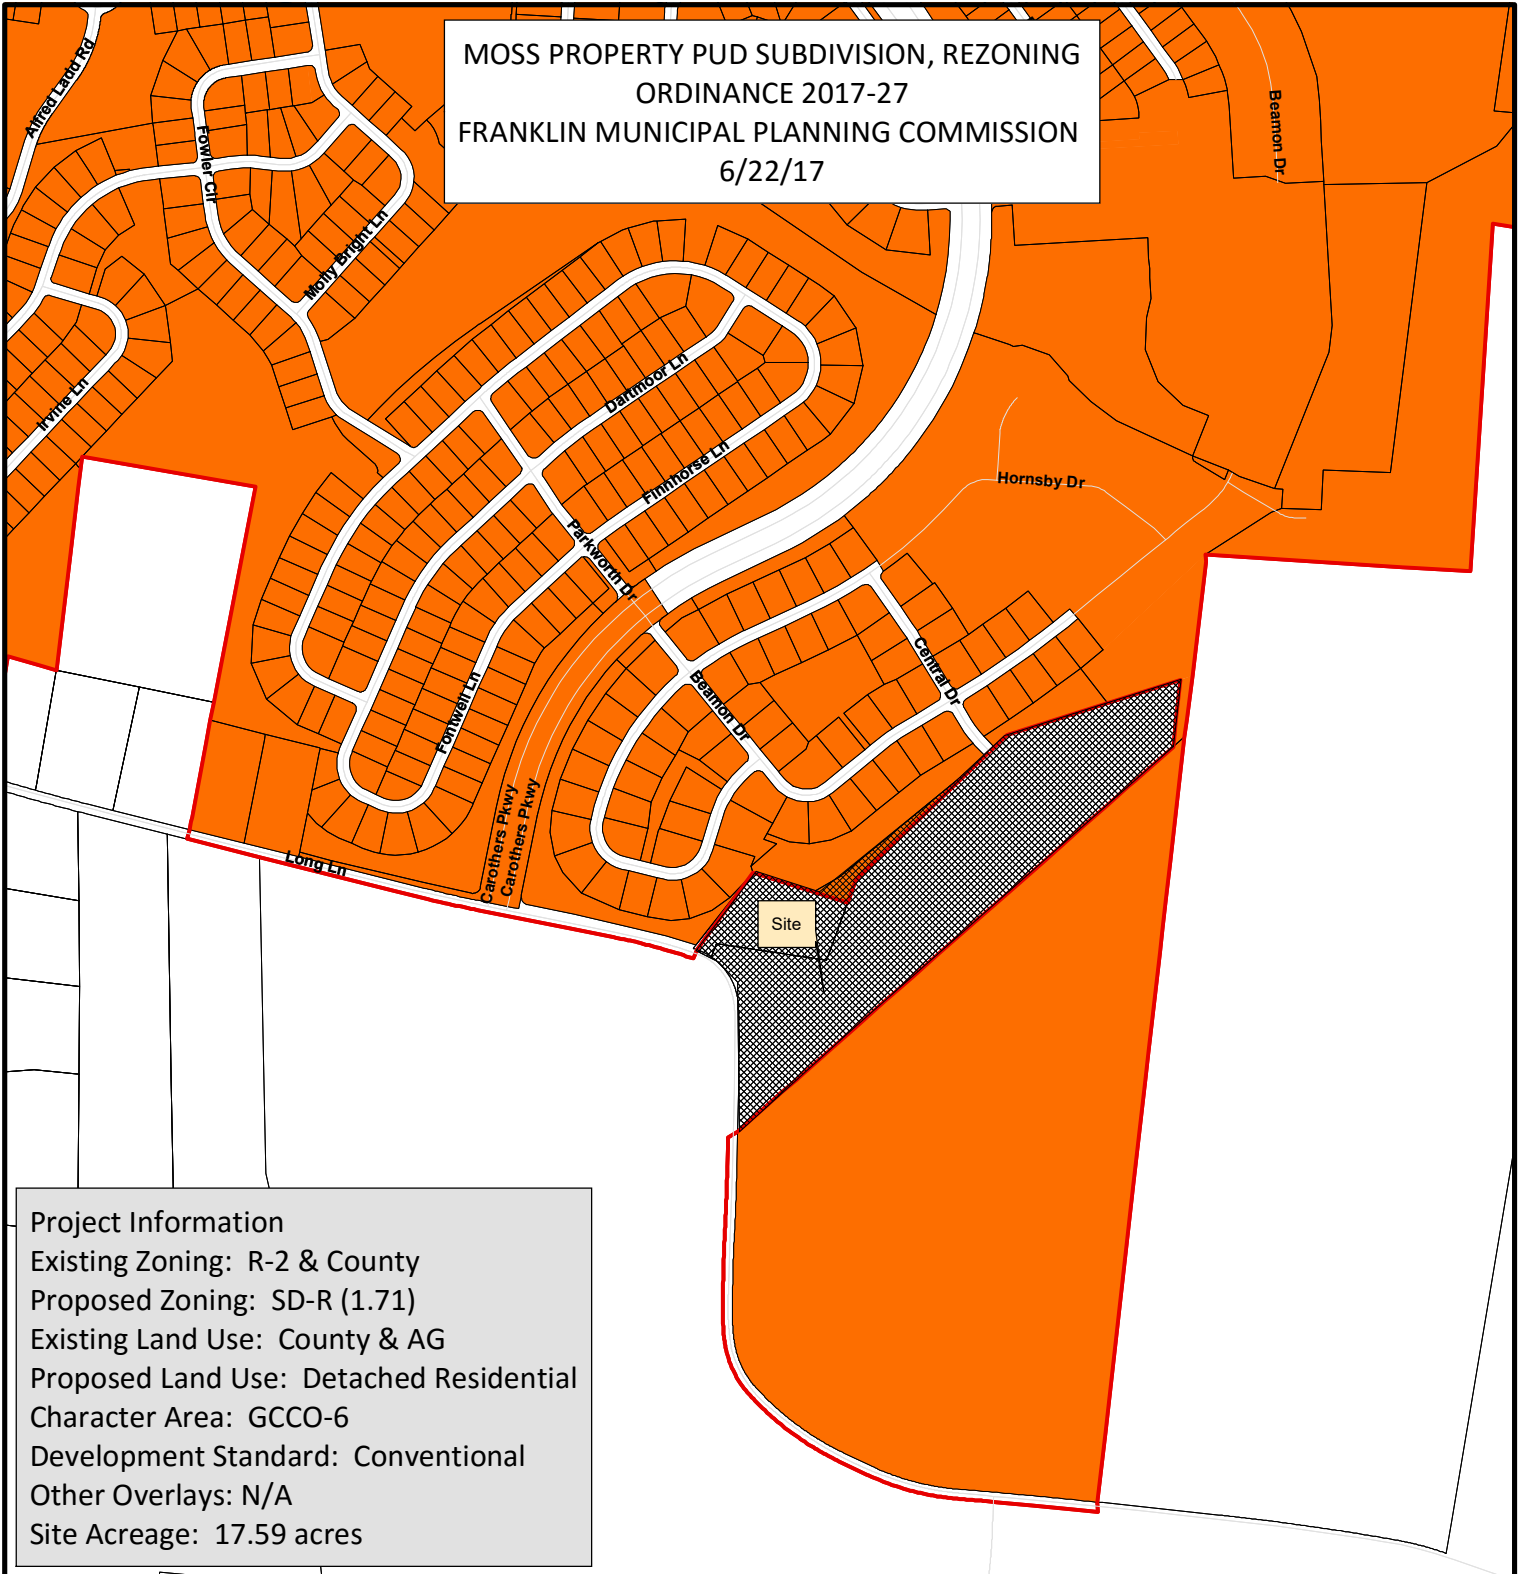 MOSS PROPERTY PUD SUBDIVISION, REZONING
ORDINANCE 2017-27
FRANKLIN MUNICIPAL PLANNING COMMISSION
6/22/17
Alfred Ladd Rd
Fowler Cir
Molly Bright Ln
Irvine Ln
Beamon Dr
Dartmoor Ln
Finnhorse Ln
Hornsby Dr
Parkworth Dr
Central Dr
Beamon Dr
Fontwell Ln
Carothers Pkwy
Carothers Pkwy
Long Ln
Site
Project Information
Existing Zoning: R-2 & County
Proposed Zoning: SD-R (1.71)
Existing Land Use: County & AG
Proposed Land Use: Detached Residential
Character Area: GCCO-6
Development Standard: Conventional
Other Overlays: N/A
Site Acreage: 17.59 acres